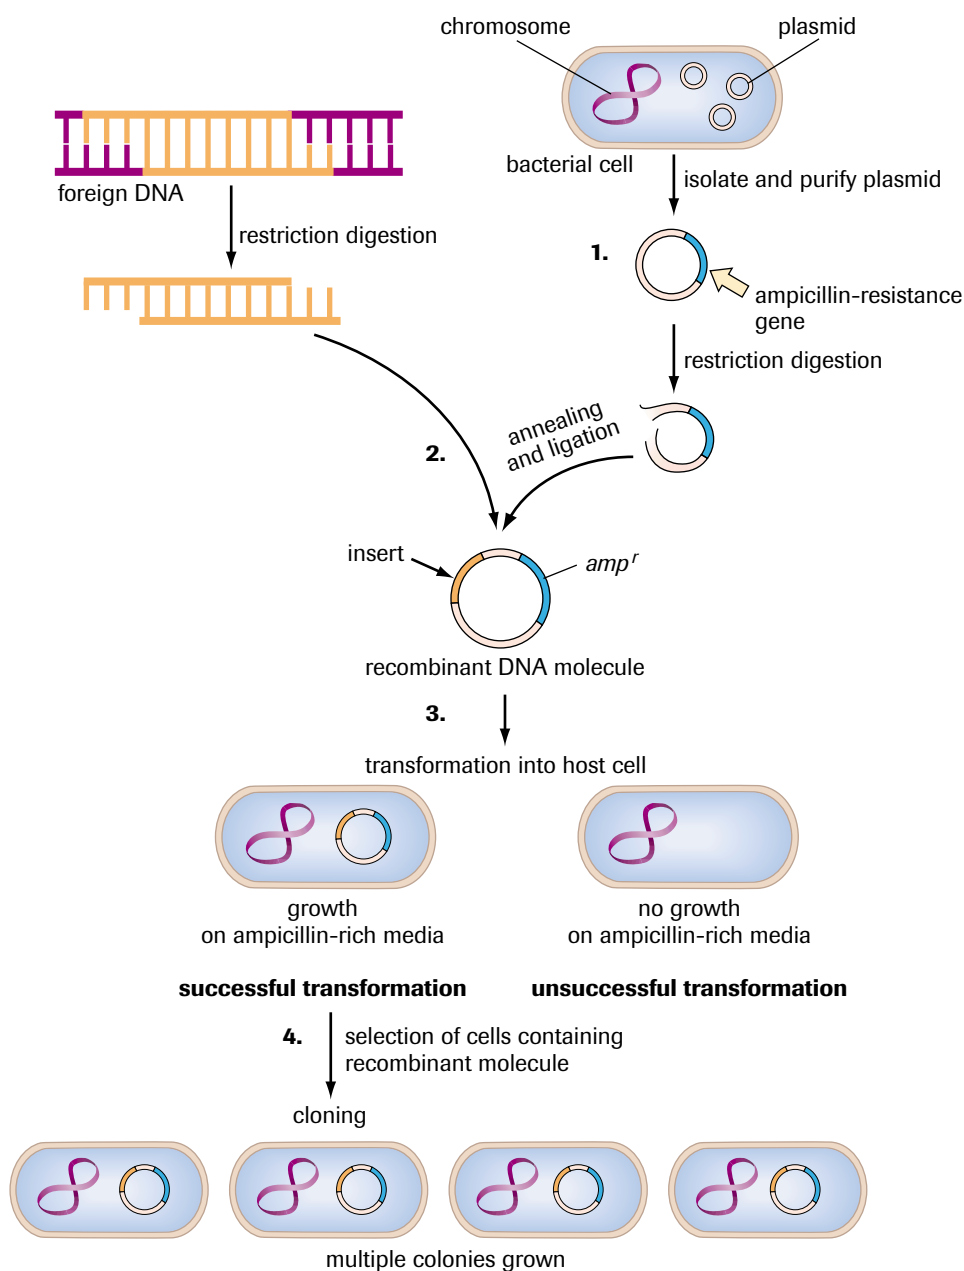 chromosome
plasmid
bacterial cell
foreign DNA
isolate and purify plasmid
restriction digestion
1.
ampicillin-resistance
gene
restriction digestion
2.
annealing
and ligation
insert
amp r
recombinant DNA molecule
3.
transformation into host cell
growth
on ampicillin-rich media
no growth
on ampicillin-rich media
successful transformation
unsuccessful transformation
4.
selection of cells containing
recombinant molecule
cloning
multiple colonies grown